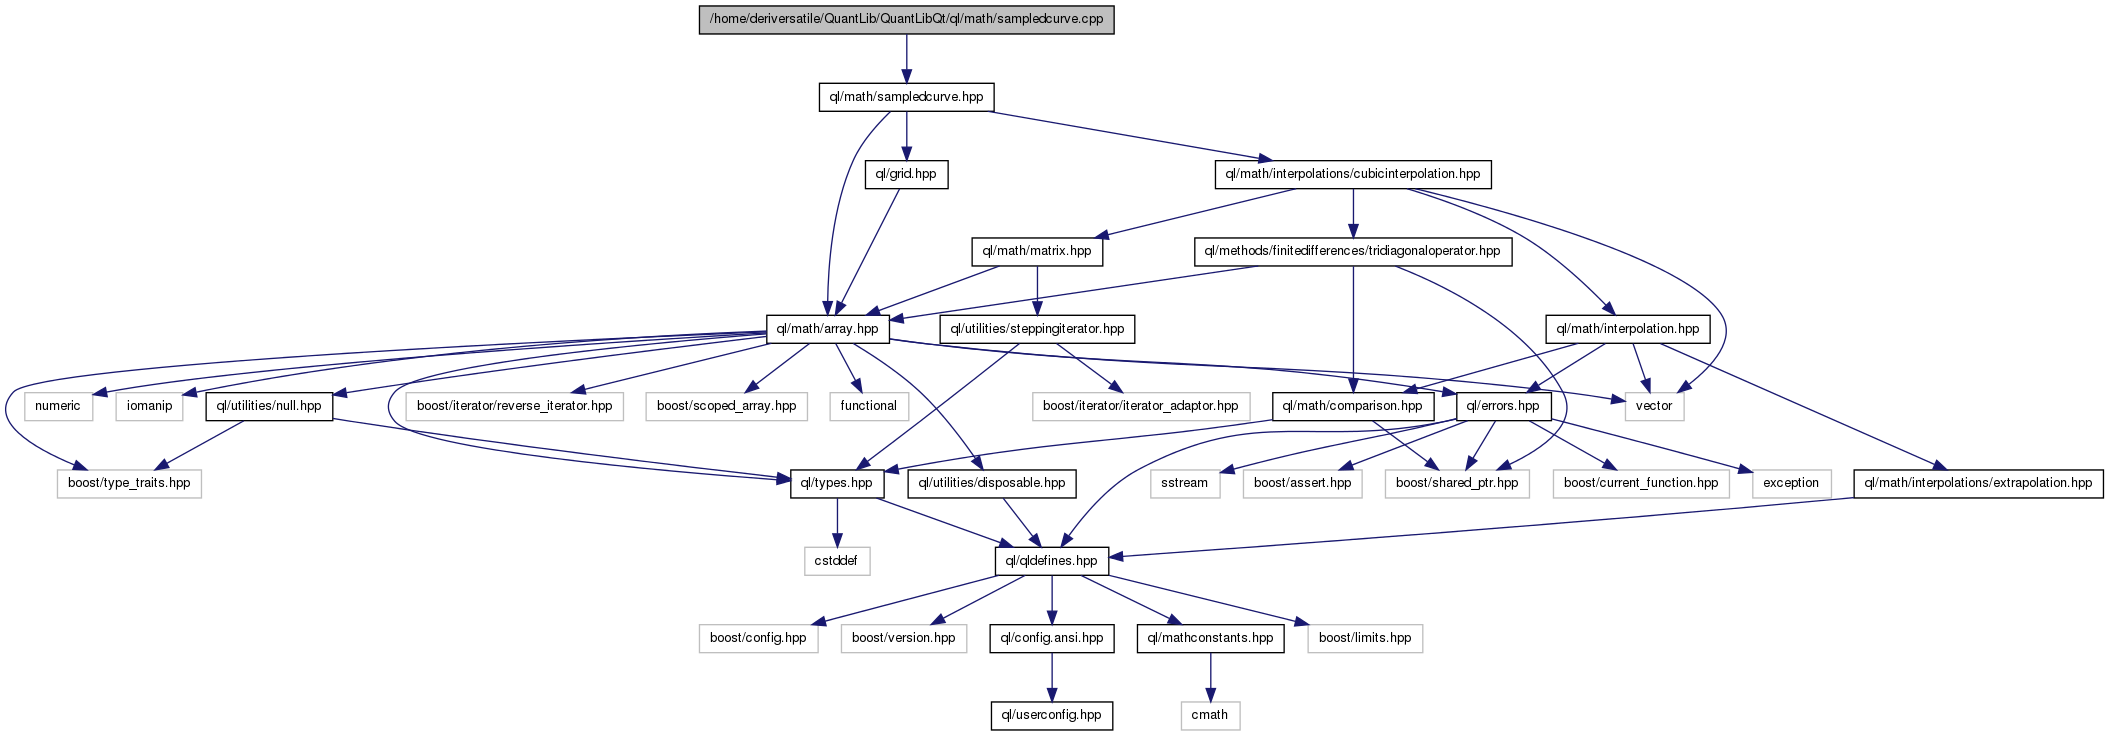 /home/deriversatile/QuantLib/QuantLibQt/ql/math/sampledcurve.cpp
ql/math/sampledcurve.hpp
ql/grid.hpp
ql/math/interpolations/cubicinterpolation.hpp
ql/math/matrix.hpp
ql/methods/finitedifferences/tridiagonaloperator.hpp
ql/math/array.hpp
ql/utilities/steppingiterator.hpp
ql/math/interpolation.hpp
numeric
iomanip
ql/utilities/null.hpp
boost/iterator/reverse_iterator.hpp
boost/scoped_array.hpp
functional
boost/iterator/iterator_adaptor.hpp
ql/math/comparison.hpp
ql/errors.hpp
vector
boost/type_traits.hpp
ql/types.hpp
ql/utilities/disposable.hpp
sstream
boost/assert.hpp
boost/shared_ptr.hpp
boost/current_function.hpp
exception
ql/math/interpolations/extrapolation.hpp
cstddef
ql/qldefines.hpp
boost/config.hpp
boost/version.hpp
ql/config.ansi.hpp
ql/mathconstants.hpp
boost/limits.hpp
ql/userconfig.hpp
cmath